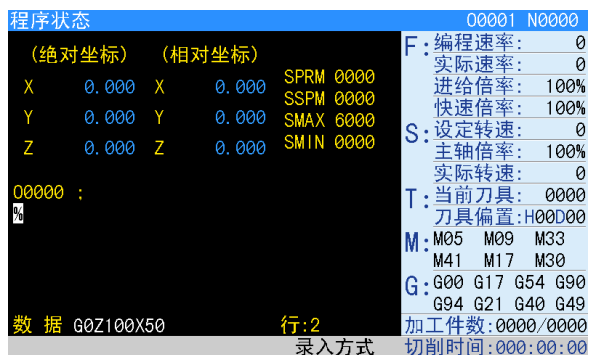 程序状态 O0001 N0000
(绝对坐标) (相对坐标)
X 0.000 X 0.000
Y 0.000 Y 0.000
Z 0.000 Z 0.000
SPRM 0000
SSPM 0000
SMAX 6000
SMIN 0000
O0000 ;
%
数 据 G0Z100X50 行:2
录入方式
F:编程速率: 0
实际速率: 0
进给倍率: 100%
快速倍率: 100%
S:设定转速: 0
主轴倍率: 100%
实际转速: 0
T:当前刀具: 0000
刀具偏置:H00D00
M:M05 M09 M33
M41 M17 M30
G:G00 G17 G54 G90
G94 G21 G40 G49
加工件数:0000/0000
切削时间:000:00:00